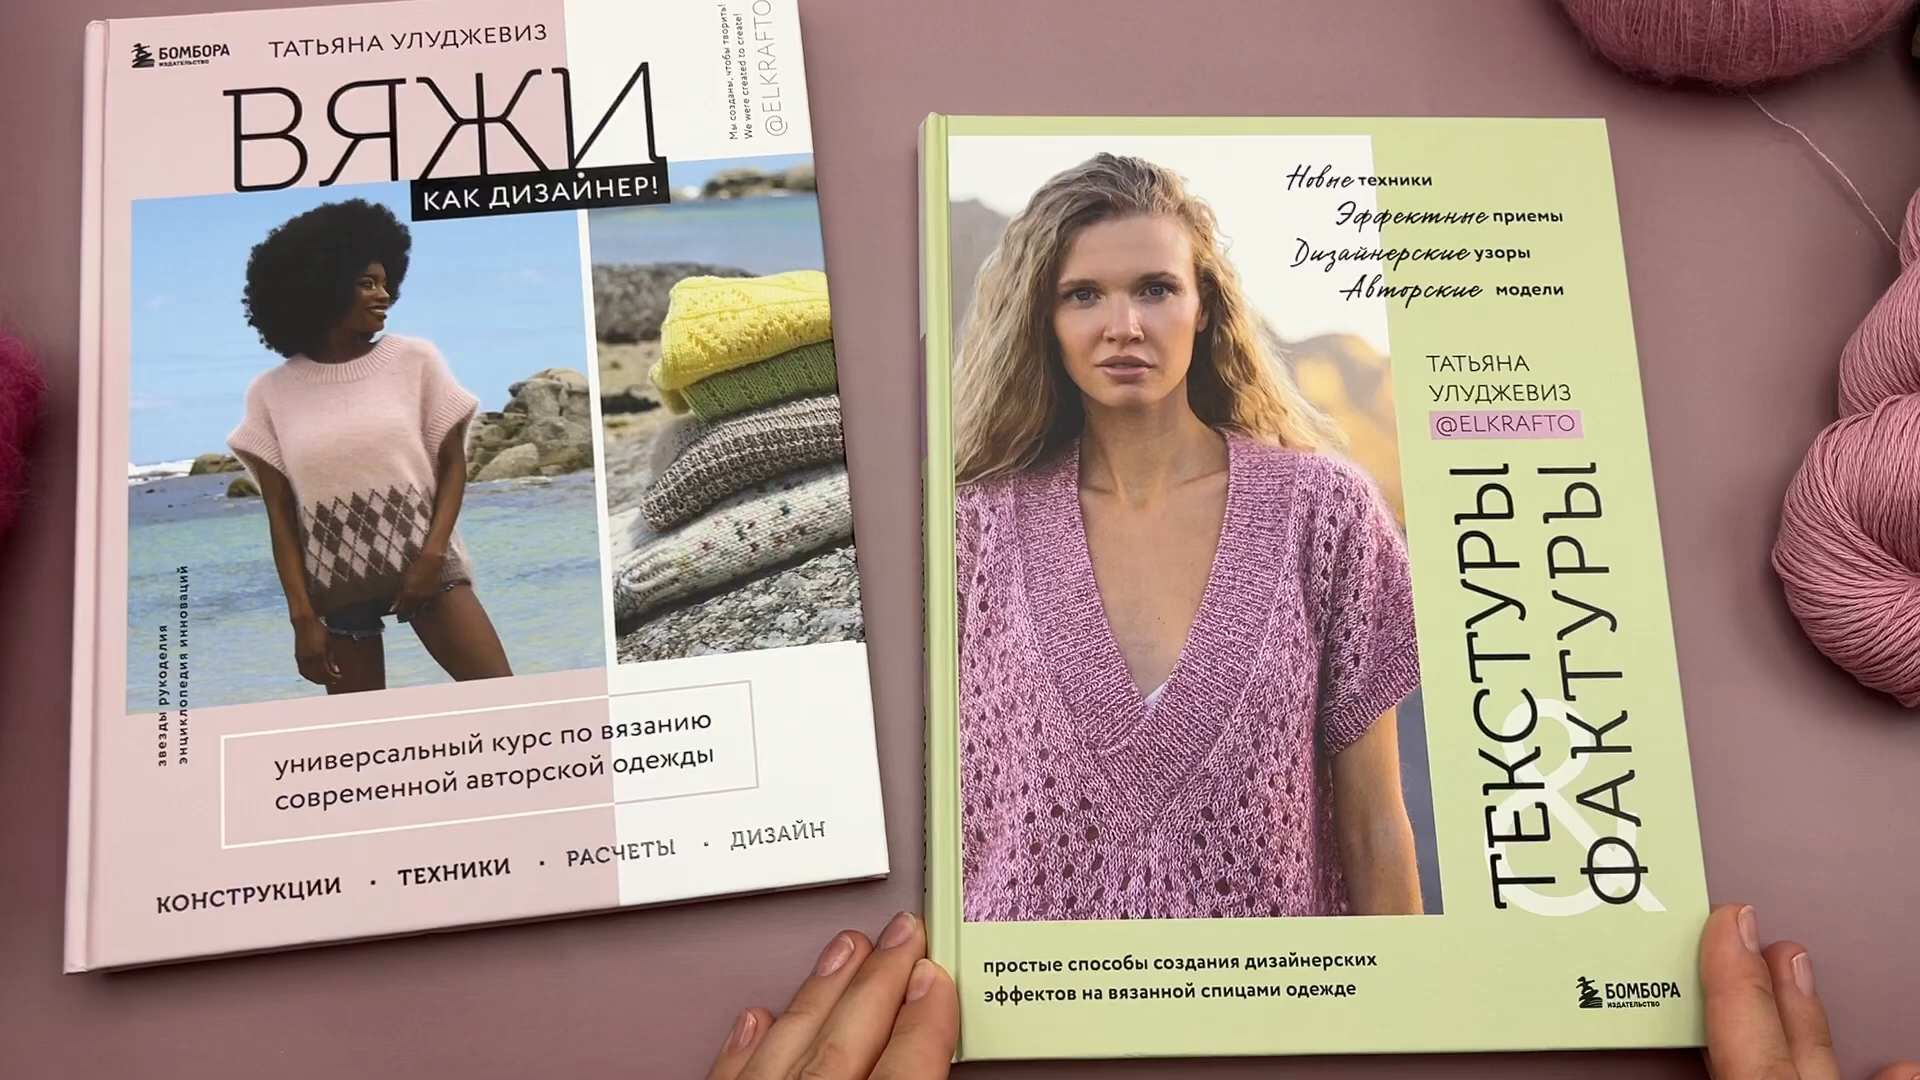 БОМБОРА
ИЗДАТЕЛЬСТВО
ТАТЬЯНА УЛУДЖЕВИЗ
ВЯЖИ
КАК ДИЗАЙНЕР!
Мы созданы, чтобы творить!
We were created to create!
@ELKRAFTO
звезды рукоделия
энциклопедия инноваций
универсальный курс по вязанию
современной авторской одежды
КОНСТРУКЦИИ · ТЕХНИКИ · РАСЧЕТЫ · ДИЗАЙН
Новые техники
Эффектные приемы
Дизайнерские узоры
Авторские модели
ТАТЬЯНА
УЛУДЖЕВИЗ
@ELKRAFTO
ТЕКСТУРЫ
&
ФАКТУРЫ
простые способы создания дизайнерских
эффектов на вязанной спицами одежде
БОМБОРА
ИЗДАТЕЛЬСТВО